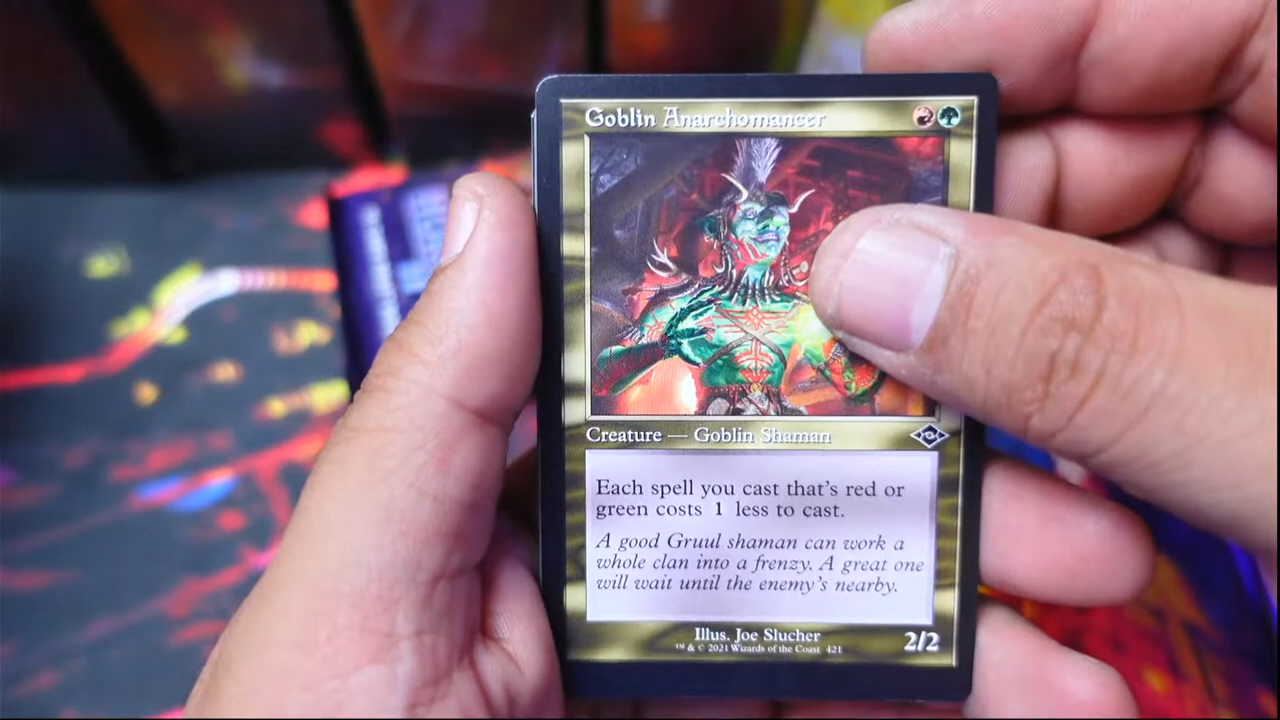 Goblin Anarchomancer
Creature — Goblin Shaman
Each spell you cast that's red or
green costs 1 less to cast.
A good Gruul shaman can work a
whole clan into a frenzy. A great one
will wait until the enemy's nearby.
Illus. Joe Slucher
™ & © 2021 Wizards of the Coast 421
2/2